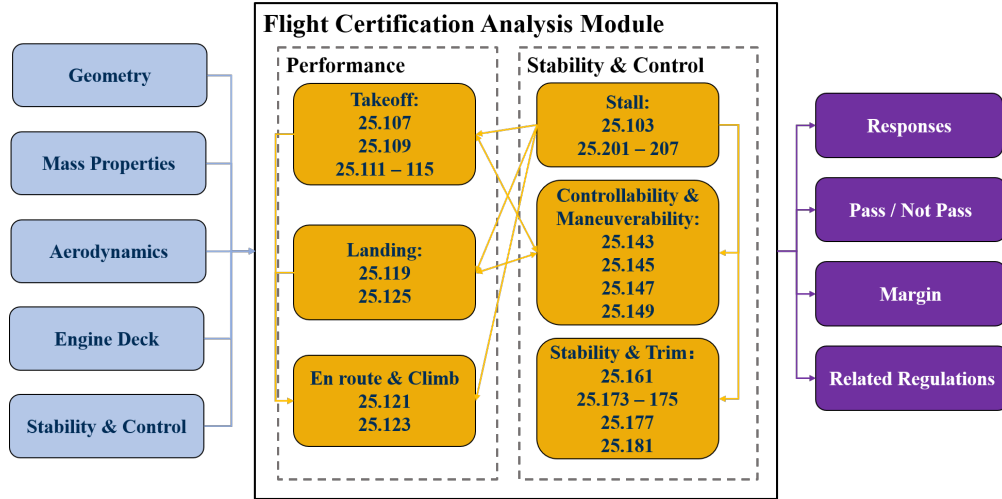 Flight Certification Analysis Module
Geometry
Mass Properties
Aerodynamics
Engine Deck
Stability & Control
Performance
Takeoff:
25.107
25.109
25.111 – 115
Landing:
25.119
25.125
En route & Climb
25.121
25.123
Stability & Control
Stall:
25.103
25.201 – 207
Controllability &
Maneuverability:
25.143
25.145
25.147
25.149
Stability & Trim：
25.161
25.173 – 175
25.177
25.181
Responses
Pass / Not Pass
Margin
Related Regulations